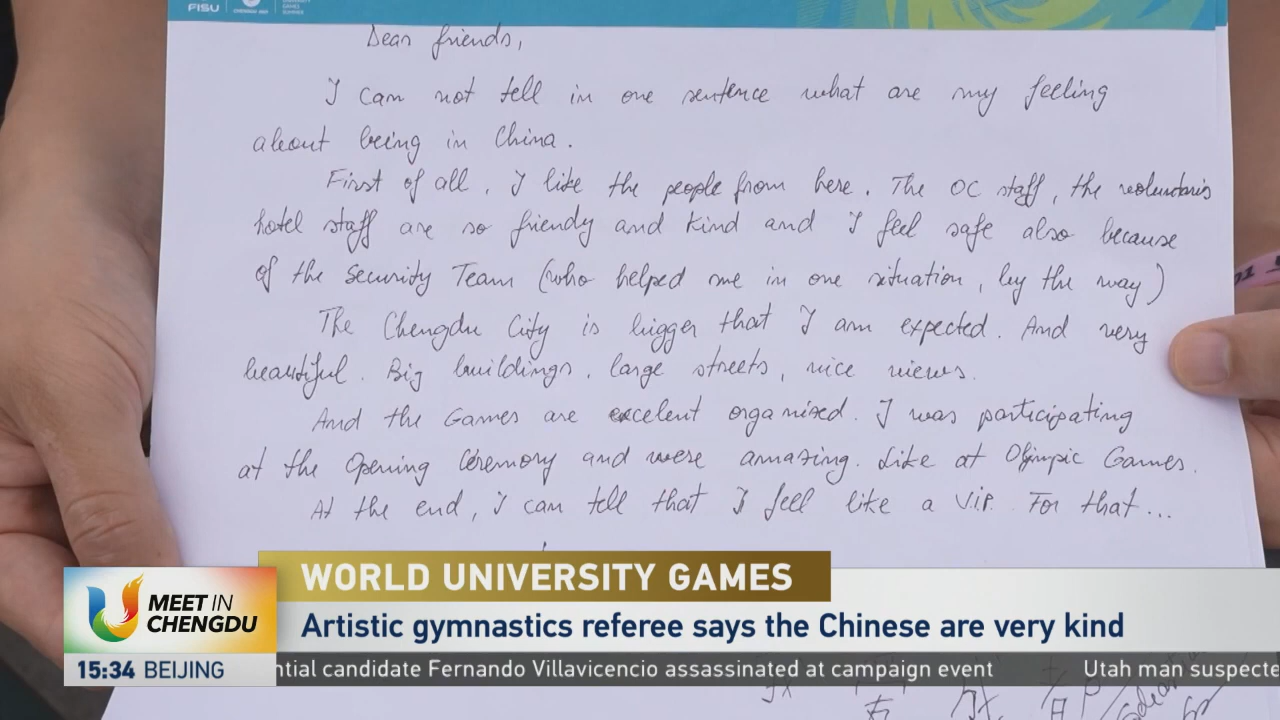 FISU
CHENGDU 2021
UNIVERSITY
GAMES
SUMMER
Dear friends,
I can not tell in one sentence what are my feeling
about being in China.
First of all, I like the people from here. The OC staff, the
hotel staff are so friendy and kind and I feel safe also because
of the Security Team (who helped me in one situation, by the way)
The Chengdu City is bigger that I am expected. And very
beautiful. Big buildings, large streets, nice views.
And the Games are excelent organised. I was participating
at the Opening Ceremony and were amazing. Like at Olimpic Games.
At the end, I can tell that I feel like a V.I.P. For that...
WORLD UNIVERSITY GAMES
MEET IN
CHENGDU
Artistic gymnastics referee says the Chinese are very kind
15:34 BEIJING
ntial candidate Fernando Villavicencio assassinated at campaign event
Utah man suspecte